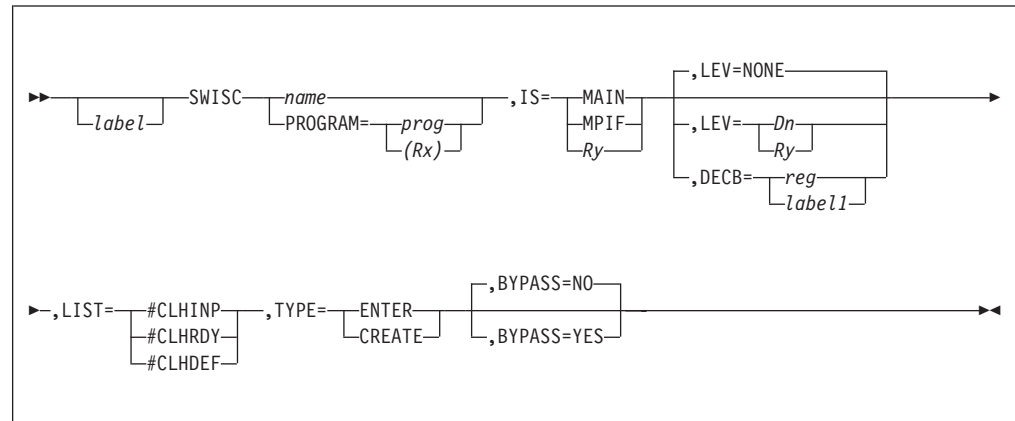 ,LEV=NONE
SWISC name ,IS= MAIN
label PROGRAM= prog MPIF ,LEV= Dn
(Rx) Ry Ry
,DECB= reg
label1
,BYPASS=NO
,LIST= #CLHINP ,TYPE= ENTER
#CLHRDY CREATE ,BYPASS=YES
#CLHDEF